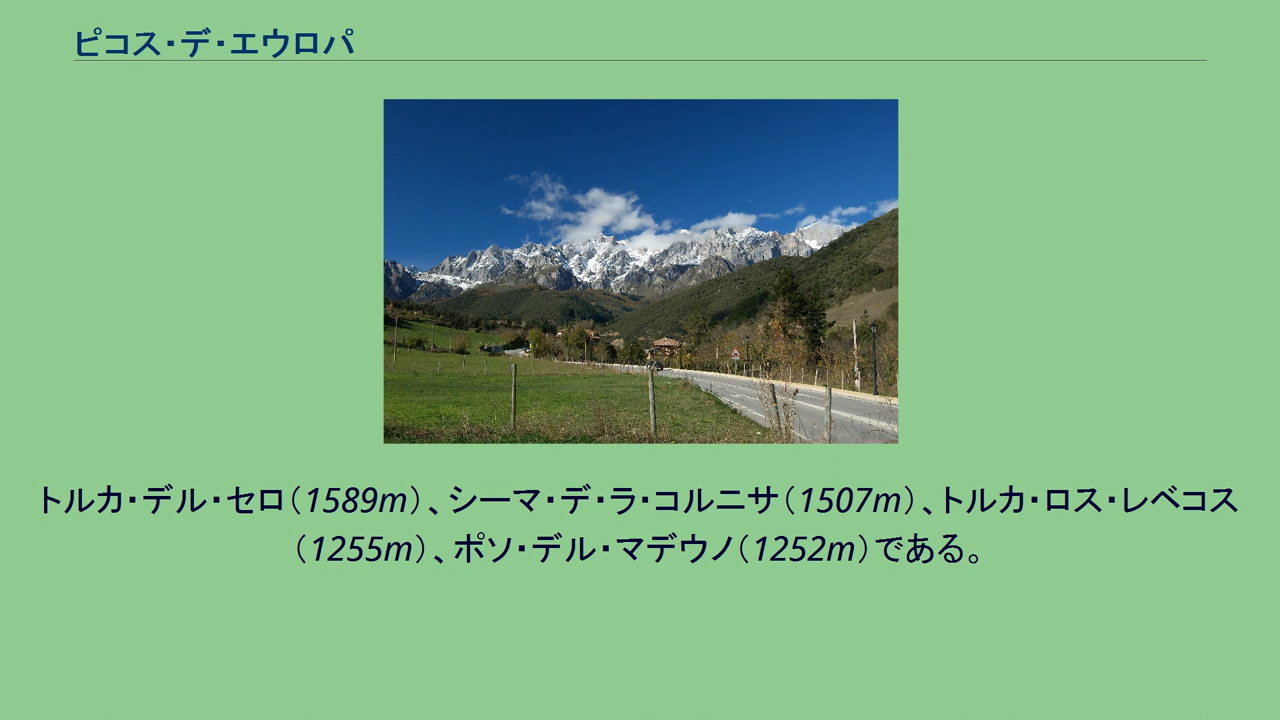 ピコス・デ・エウロパ
トルカ・デル・セロ（1589m）、シーマ・デ・ラ・コルニサ（1507m）、トルカ・ロス・レベコス
（1255m）、ポソ・デル・マデウノ（1252m）である。